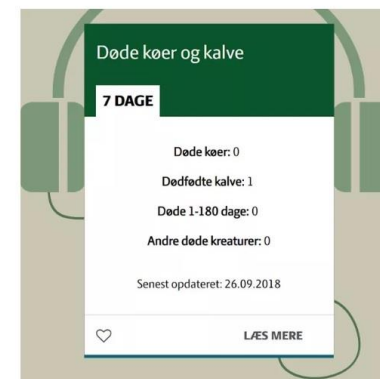 Døde køer og kalve
7 DAGE
Døde køer: 0
Dødfødte kalve: 1
Døde 1-180 dage: 0
Andre døde kreaturer: 0
Senest opdateret: 26.09.2018
LÆS MERE